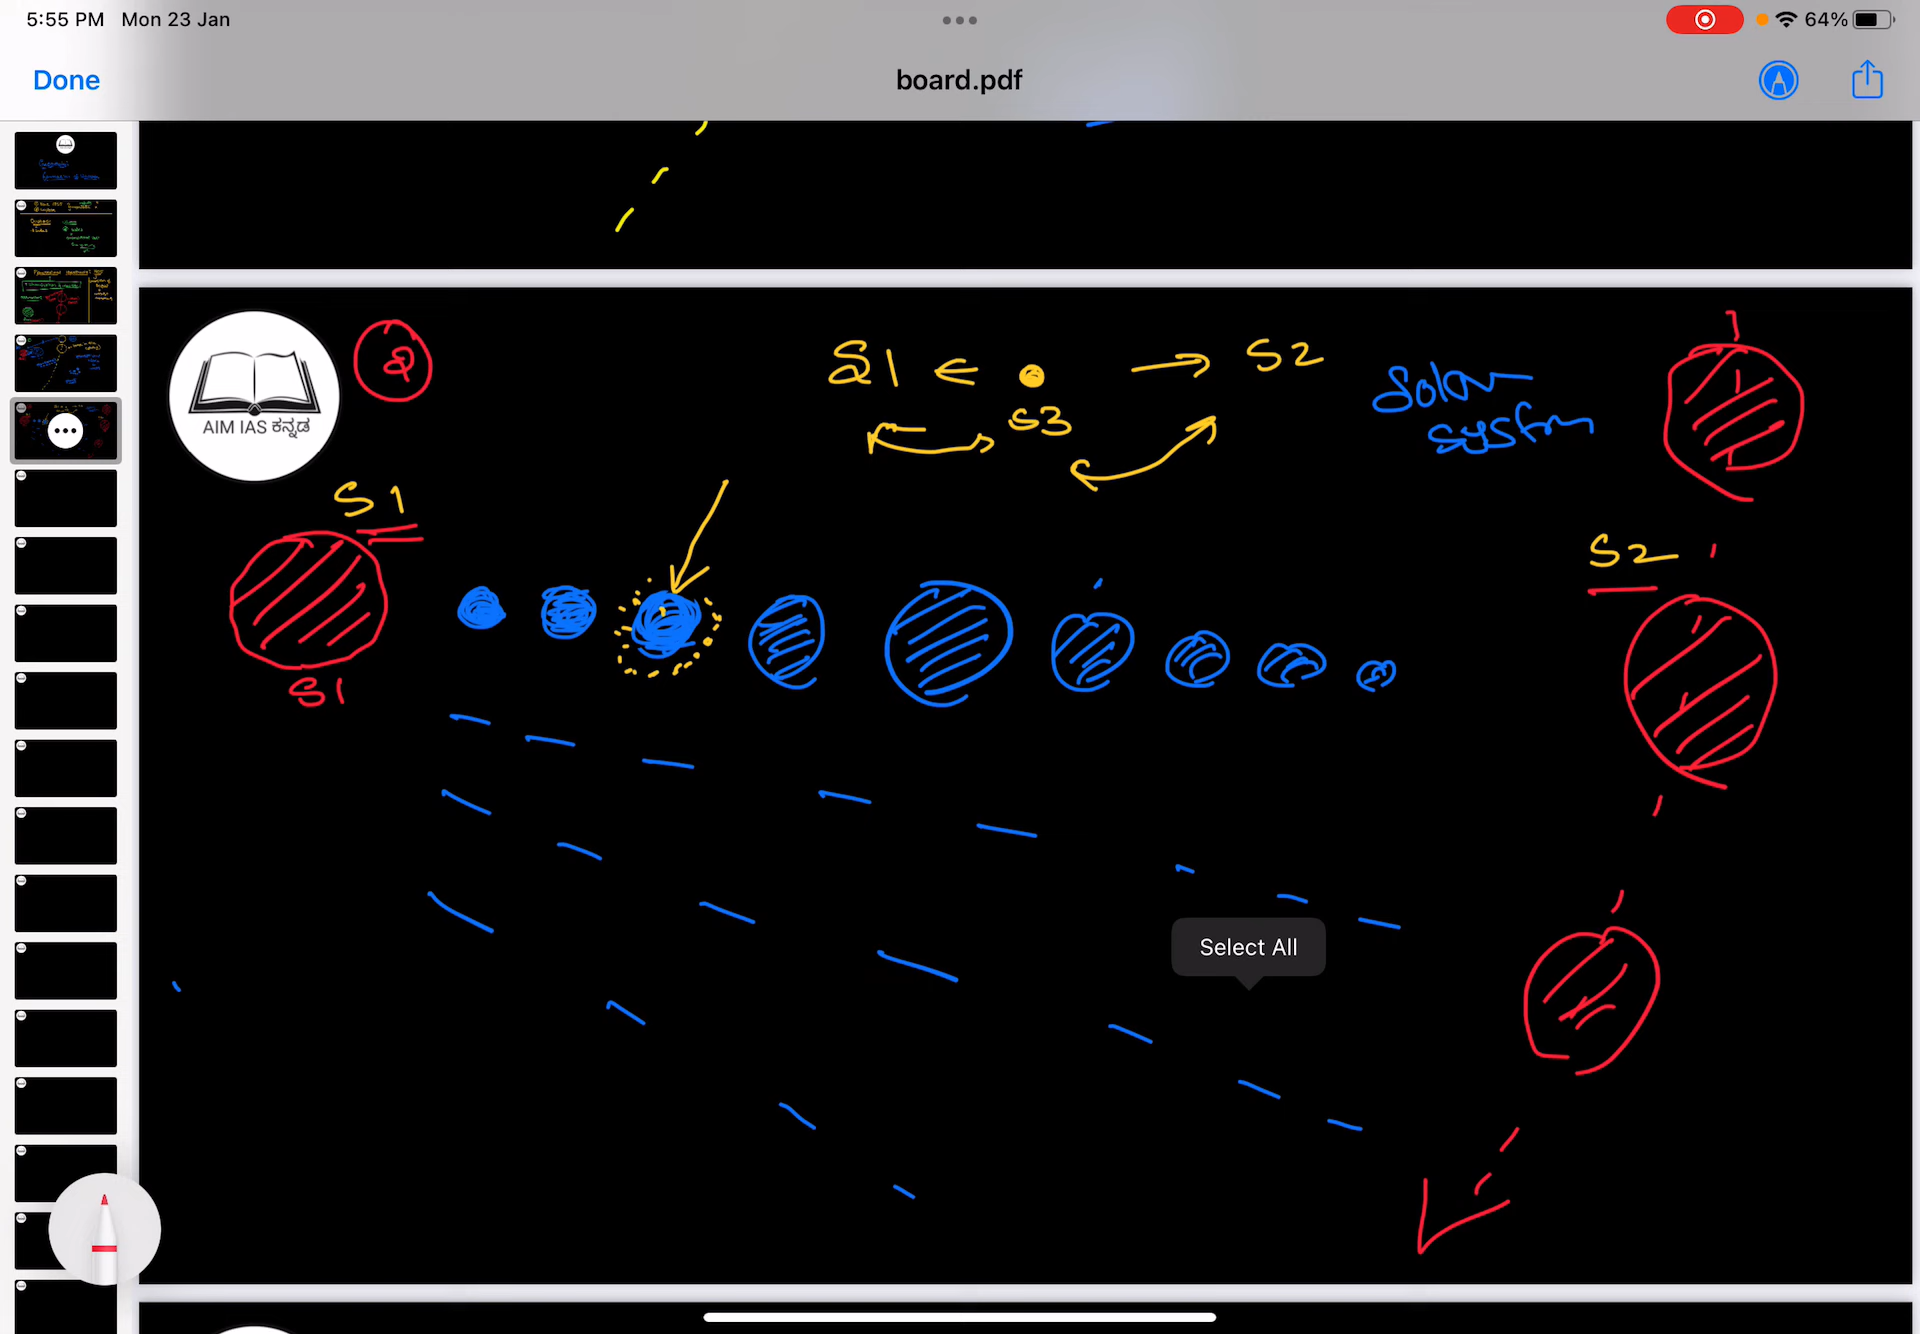 5:55 PM Mon 23 Jan
64%
Done
board.pdf
AIM IAS ಕನ್ನಡ
S1
S2
S3
Solar
system
S1
S2
S1
Select All